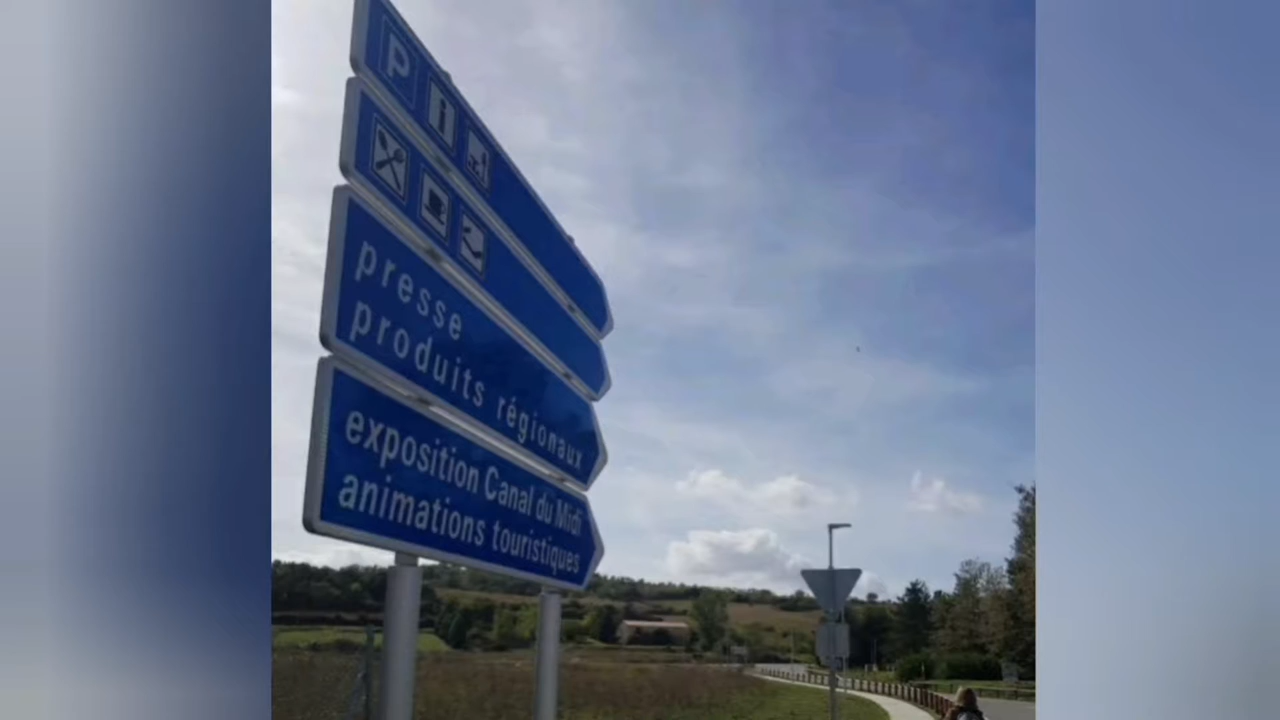 P i
presse
produits régionaux
exposition Canal du Midi
animations touristiques